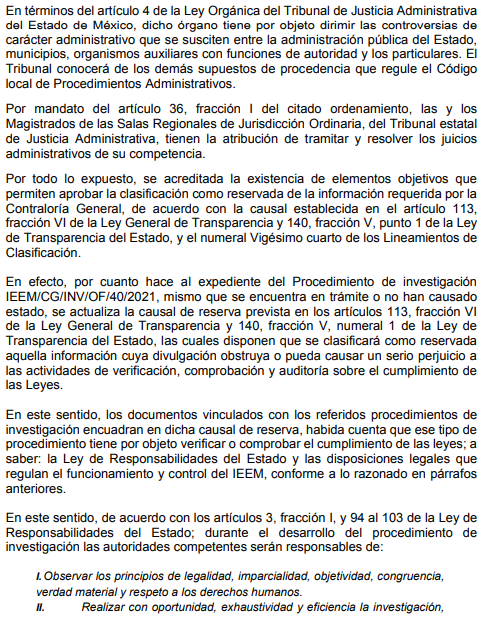 En términos del artículo 4 de la Ley Orgánica del Tribunal de Justicia Administrativa
del Estado de México, dicho órgano tiene por objeto dirimir las controversias de
carácter administrativo que se susciten entre la administración pública del Estado,
municipios, organismos auxiliares con funciones de autoridad y los particulares. El
Tribunal conocerá de los demás supuestos de procedencia que regule el Código
local de Procedimientos Administrativos.
Por mandato del artículo 36, fracción I del citado ordenamiento, las y los
Magistrados de las Salas Regionales de Jurisdicción Ordinaria, del Tribunal estatal
de Justicia Administrativa, tienen la atribución de tramitar y resolver los juicios
administrativos de su competencia.
Por todo lo expuesto, se acreditada la existencia de elementos objetivos que
permiten aprobar la clasificación como reservada de la información requerida por la
Contraloría General, de acuerdo con la causal establecida en el artículo 113,
fracción VI de la Ley General de Transparencia y 140, fracción V, punto 1 de la Ley
de Transparencia del Estado, y el numeral Vigésimo cuarto de los Lineamientos de
Clasificación.
En efecto, por cuanto hace al expediente del Procedimiento de investigación
IEEM/CG/INV/OF/40/2021, mismo que se encuentra en trámite o no han causado
estado, se actualiza la causal de reserva prevista en los artículos 113, fracción VI
de la Ley General de Transparencia y 140, fracción V, numeral 1 de la Ley de
Transparencia del Estado, las cuales disponen que se clasificará como reservada
aquella información cuya divulgación obstruya o pueda causar un serio perjuicio a
las actividades de verificación, comprobación y auditoría sobre el cumplimiento de
las Leyes.
En este sentido, los documentos vinculados con los referidos procedimientos de
investigación encuadran en dicha causal de reserva, habida cuenta que ese tipo de
procedimiento tiene por objeto verificar o comprobar el cumplimiento de las leyes; a
saber: la Ley de Responsabilidades del Estado y las disposiciones legales que
regulan el funcionamiento y control del IEEM, conforme a lo razonado en párrafos
anteriores.
En este sentido, de acuerdo con los artículos 3, fracción I, y 94 al 103 de la Ley de
Responsabilidades del Estado; durante el desarrollo del procedimiento de
investigación las autoridades competentes serán responsables de:
I. Observar los principios de legalidad, imparcialidad, objetividad, congruencia,
verdad material y respeto a los derechos humanos.
II. Realizar con oportunidad, exhaustividad y eficiencia la investigación,